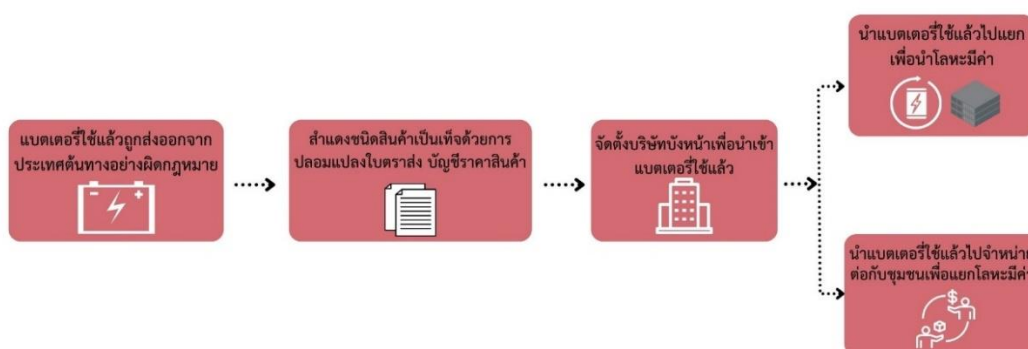 แบตเตอรี่ใช้แล้วถูกส่งออกจาก
ประเทศต้นทางอย่างผิดกฎหมาย
สำแดงชนิดสินค้าเป็นเท็จด้วยการ
ปลอมแปลงใบตราส่ง บัญชีราคาสินค้า
จัดตั้งบริษัทบังหน้าเพื่อนำเข้า
แบตเตอรี่ใช้แล้ว
นำแบตเตอรี่ใช้แล้วไปแยก
เพื่อนำโลหะมีค่า
นำแบตเตอรี่ใช้แล้วไปจำหน่า
ต่อกับชุมชนเพื่อแยกโลหะมีค่